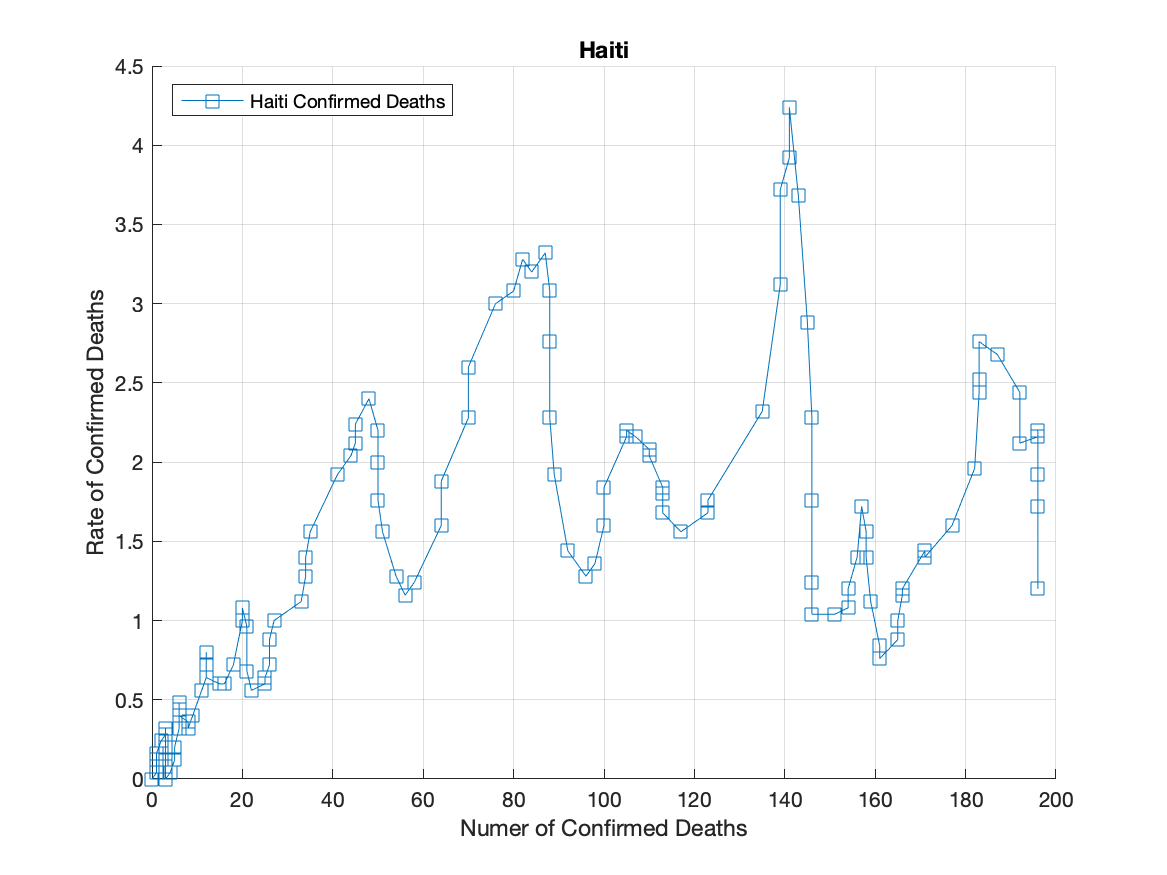 Haiti
Haiti Confirmed Deaths
4.5
4
3.5
3
2.5
2
1.5
1
0.5
0
Rate of Confirmed Deaths
0 20 40 60 80 100 120 140 160 180 200
Numer of Confirmed Deaths